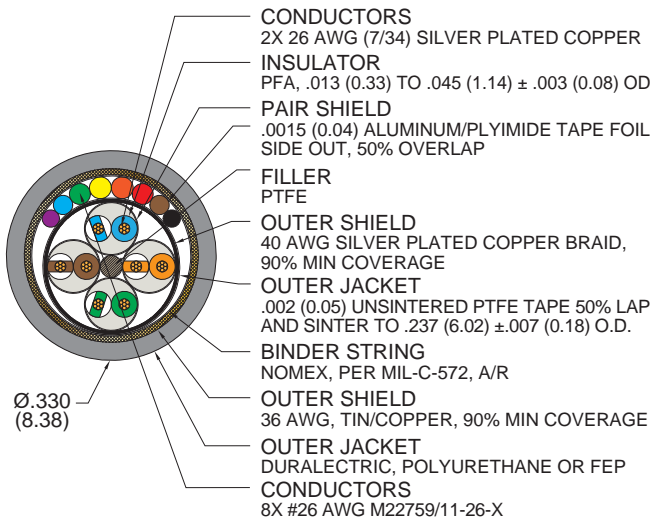 CONDUCTORS
2X 26 AWG (7/34) SILVER PLATED COPPER
INSULATOR
PFA, .013 (0.33) TO .045 (1.14) ± .003 (0.08) OD
PAIR SHIELD
.0015 (0.04) ALUMINUM/PLYIMIDE TAPE FOIL
SIDE OUT, 50% OVERLAP
FILLER
PTFE
OUTER SHIELD
40 AWG SILVER PLATED COPPER BRAID,
90% MIN COVERAGE
OUTER JACKET
.002 (0.05) UNSINTERED PTFE TAPE 50% LAP
AND SINTER TO .237 (6.02) ±.007 (0.18) O.D.
BINDER STRING
NOMEX, PER MIL-C-572, A/R
OUTER SHIELD
36 AWG, TIN/COPPER, 90% MIN COVERAGE
OUTER JACKET
DURALECTRIC, POLYURETHANE OR FEP
CONDUCTORS
8X #26 AWG M22759/11-26-X
Ø.330
(8.38)